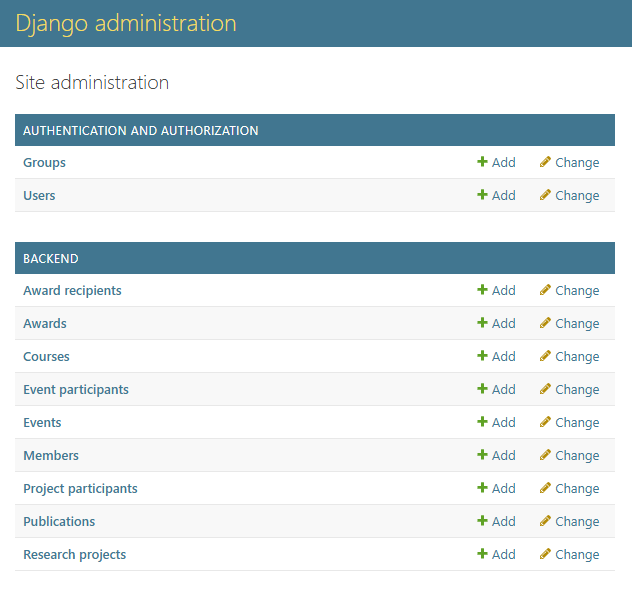 Django administration
Site administration
AUTHENTICATION AND AUTHORIZATION
Groups Add Change
Users Add Change
BACKEND
Award recipients Add Change
Awards Add Change
Courses Add Change
Event participants Add Change
Events Add Change
Members Add Change
Project participants Add Change
Publications Add Change
Research projects Add Change